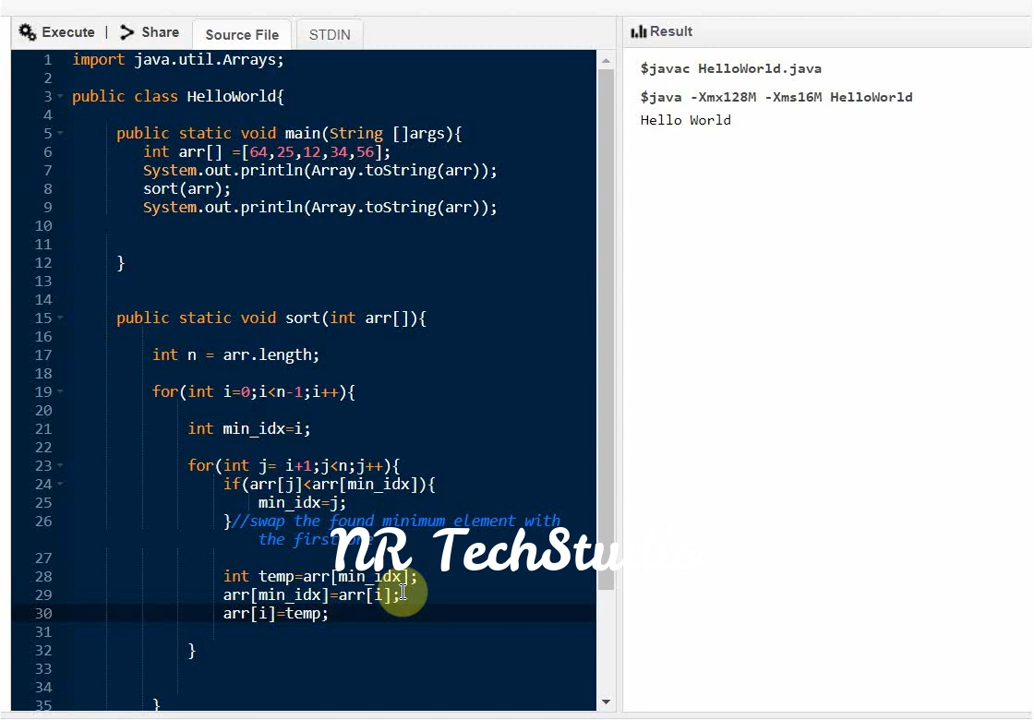 Execute | Share Source File STDIN
Result
1 import java.util.Arrays;
2
3 public class HelloWorld{
4
5 public static void main(String []args){
6 int arr[] =[64,25,12,34,56];
7 System.out.println(Array.toString(arr));
8 sort(arr);
9 System.out.println(Array.toString(arr));
10
11
12 }
13
14
15 public static void sort(int arr[]){
16
17 int n = arr.length;
18
19 for(int i=0;i<n-1;i++){
20
21 int min_idx=i;
22
23 for(int j= i+1;j<n;j++){
24 if(arr[j]<arr[min_idx]){
25 min_idx=j;
26 }//swap the found minimum element with
the first
NR TechStudio
27
28 int temp=arr[min_idx];
29 arr[min_idx]=arr[i];
30 arr[i]=temp;
31
32 }
33
34
35 }
$javac HelloWorld.java
$java -Xmx128M -Xms16M HelloWorld
Hello World